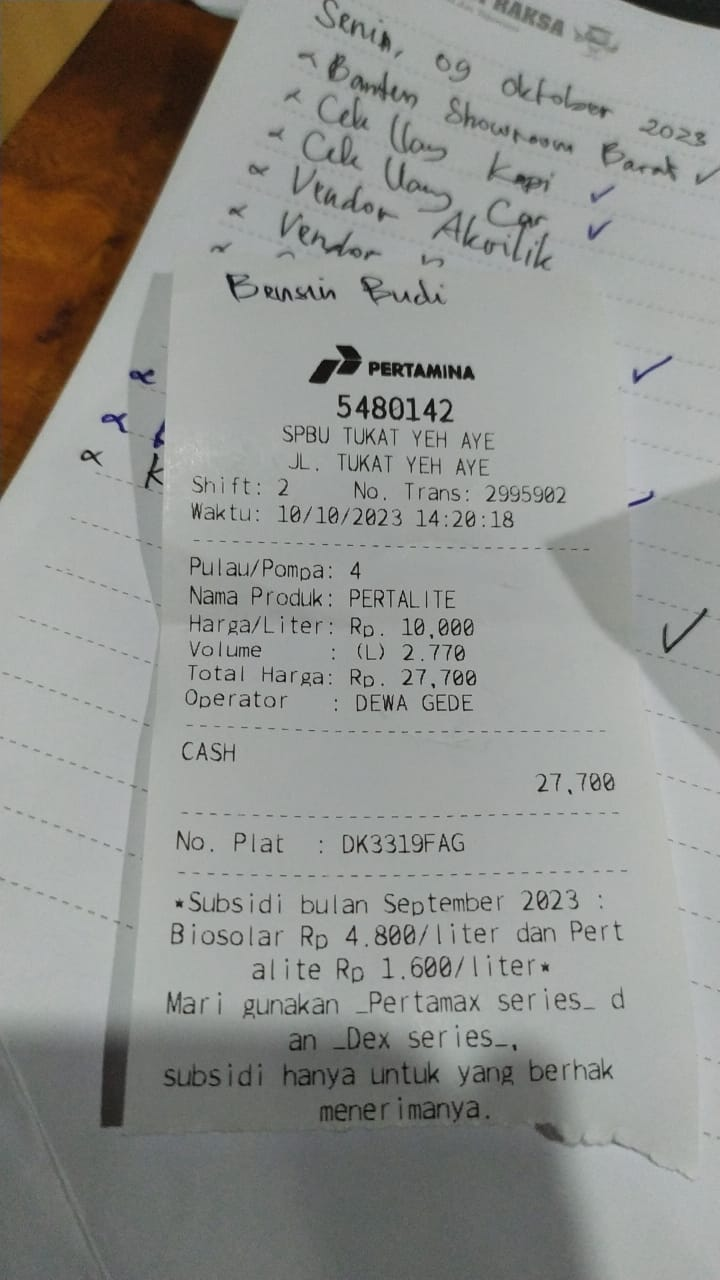 RAKSA
Senin, 09 Oktober 2023
∝ Banten Showroom Barat ✓
∝ Cek Uang Kopi ✓
∝ Cek Uang Car ✓
∝ Vendor Akrilik
∝ Vendor
Bensin Budi
PERTAMINA
5480142
SPBU TUKAT YEH AYE
JL. TUKAT YEH AYE
Shift: 2 No. Trans: 2995902
Waktu: 10/10/2023 14:20:18
Pulau/Pompa: 4
Nama Produk: PERTALITE
Harga/Liter: Rp. 10,000
Volume : (L) 2.770
Total Harga: Rp. 27,700
Operator : DEWA GEDE
CASH
27,700
No. Plat : DK3319FAG
*Subsidi bulan September 2023 :
Biosolar Rp 4.800/liter dan Pert
alite Rp 1.600/liter*
Mari gunakan _Pertamax series_ d
an _Dex series_,
subsidi hanya untuk yang berhak
menerimanya.